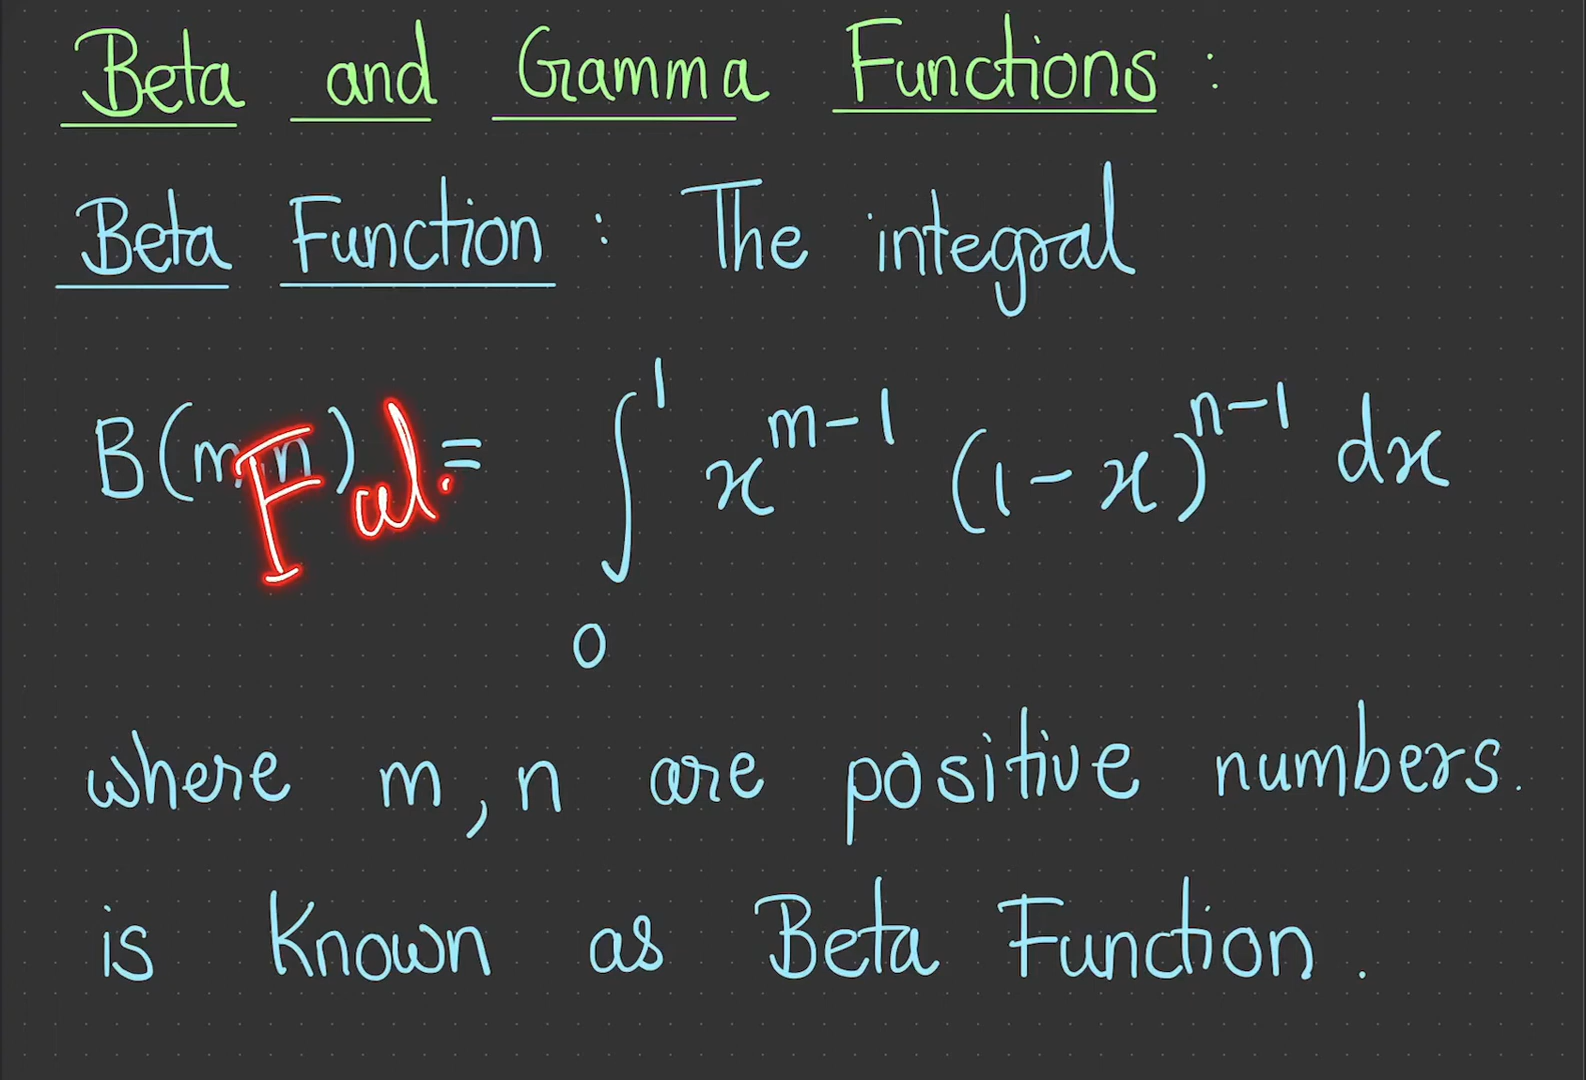 Beta and Gamma Functions :
Beta Function : The integral
B(m,n) = ∫₀¹ x^{m-1} (1-x)^{n-1} dx
Fal.
where m, n are positive numbers.
is known as Beta Function.